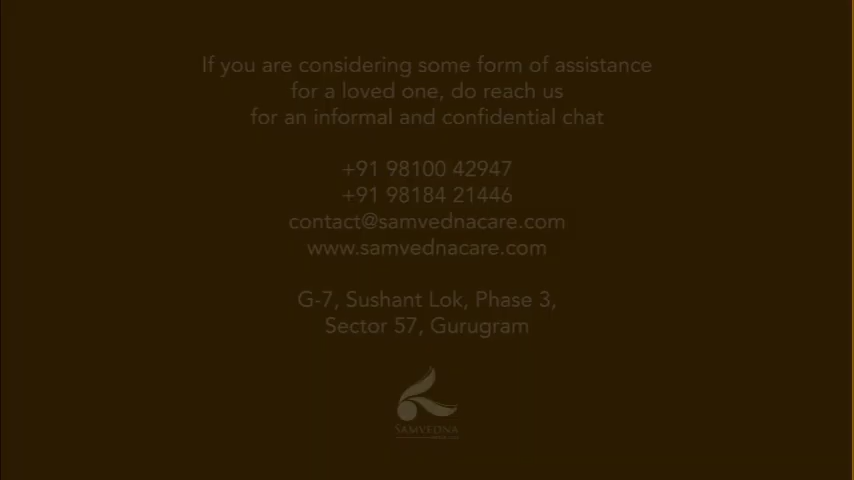 If you are considering some form of assistance
for a loved one, do reach us
for an informal and confidential chat
+91 98100 42947
+91 98184 21446
contact@samvednacare.com
www.samvednacare.com
G-7, Sushant Lok, Phase 3,
Sector 57, Gurugram
SAMVEDNA